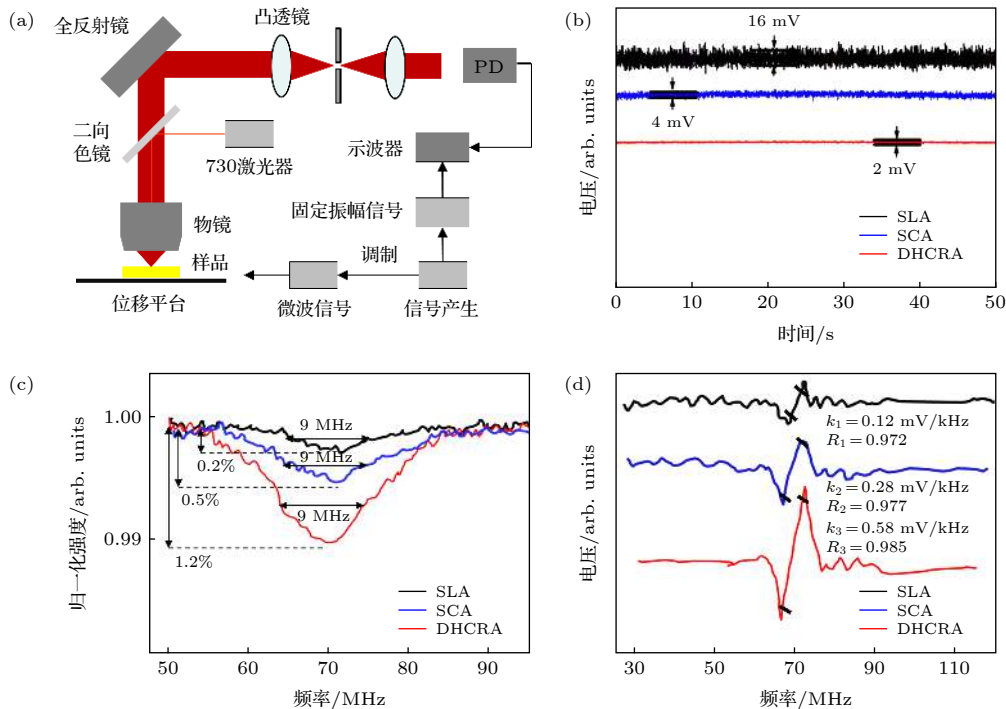 (a)
全反射镜
凸透镜
PD
二向
色镜
730激光器
示波器
物镜
固定振幅信号
样品
调制
位移平台
微波信号
信号产生
(b)
16 mV
4 mV
2 mV
SLA
SCA
DHCRA
电压/arb. units
0
10
20
30
40
50
时间/s
(c)
1.00
0.99
9 MHz
9 MHz
9 MHz
0.2%
0.5%
1.2%
SLA
SCA
DHCRA
归一化强度/arb. units
50
60
70
80
90
频率/MHz
(d)
k₁=0.12 mV/kHz
R₁=0.972
k₂=0.28 mV/kHz
R₂=0.977
k₃=0.58 mV/kHz
R₃=0.985
SLA
SCA
DHCRA
电压/arb. units
30
50
70
90
110
频率/MHz